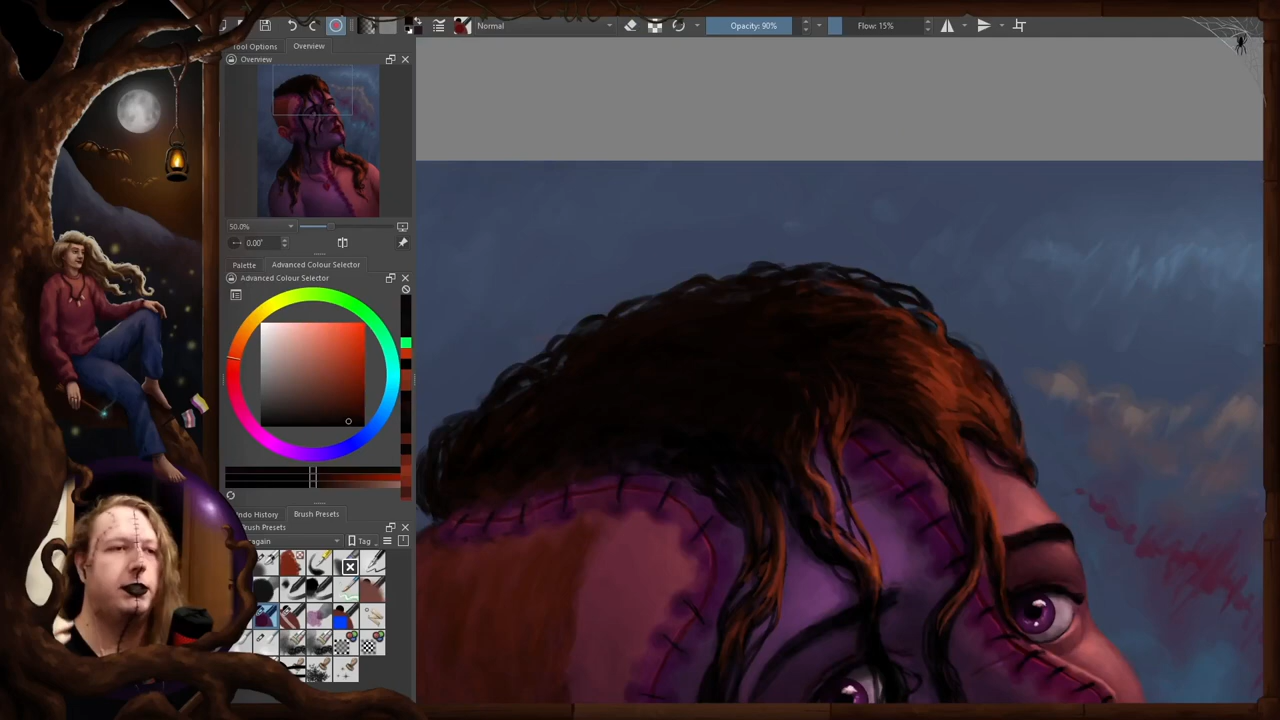 Normal
Opacity: 90%
Flow: 15%
Tool Options
Overview
Overview
50.0%
0.00°
Palette
Advanced Colour Selector
Advanced Colour Selector
Undo History
Brush Presets
Brush Presets
Tag